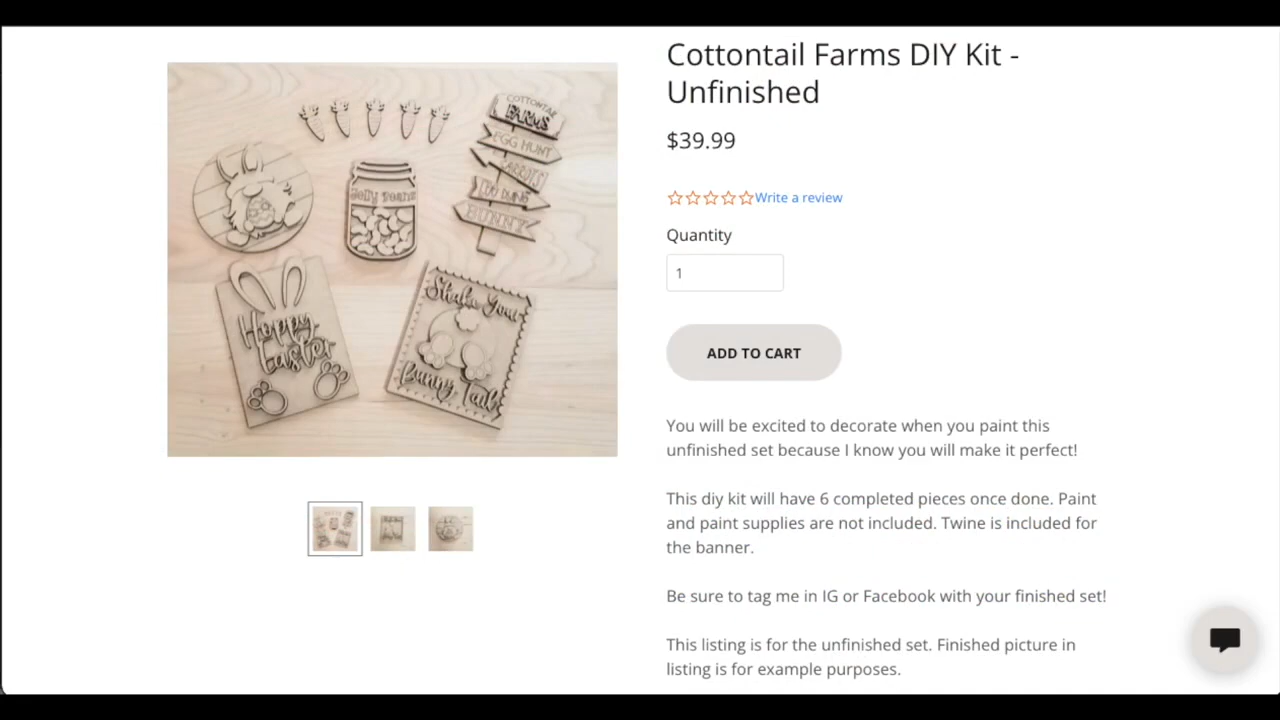 Cottontail Farms DIY Kit -
Unfinished
$39.99
Write a review
Quantity
1
ADD TO CART
You will be excited to decorate when you paint this
unfinished set because I know you will make it perfect!
This diy kit will have 6 completed pieces once done. Paint
and paint supplies are not included. Twine is included for
the banner.
Be sure to tag me in IG or Facebook with your finished set!
This listing is for the unfinished set. Finished picture in
listing is for example purposes.
COTTONTAIL
FARMS
EGG HUNT
CARROTS
BUNNY
Jelly Beans
Hoppy
Easter
Shake Your
Bunny Tail